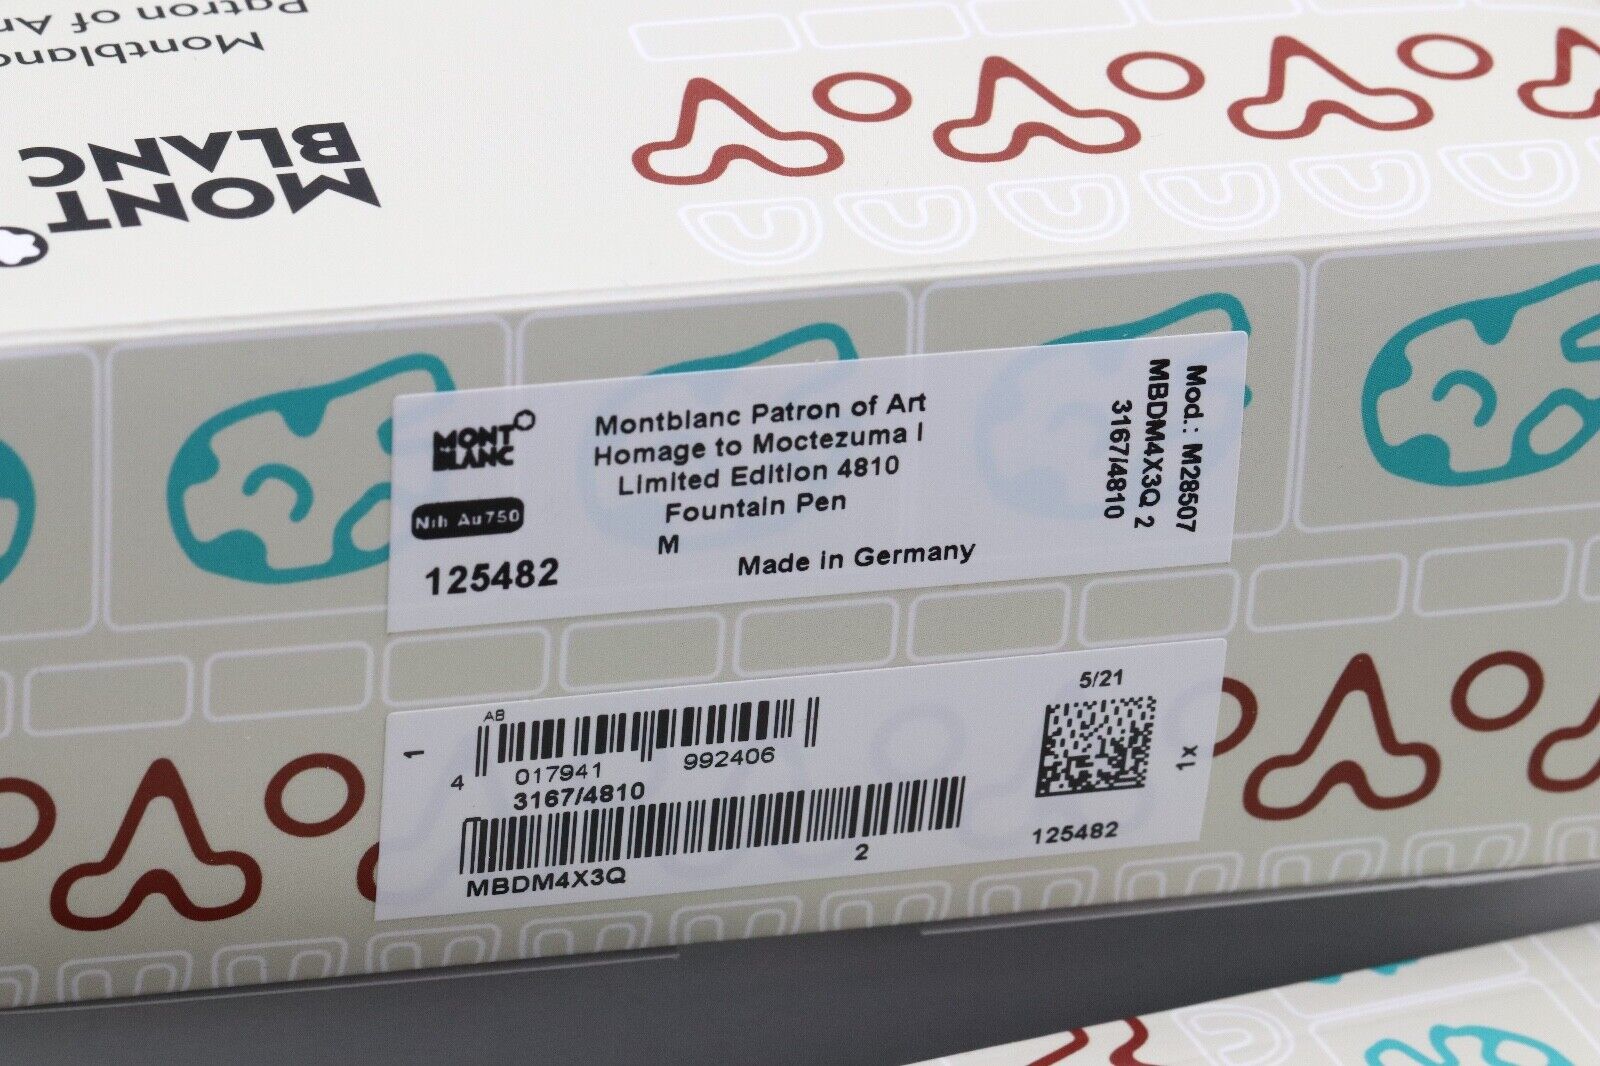 Patron of Ar
Montblanc
MONT
BLANC
MONT
BLANC
Nib Au750
125482
Montblanc Patron of Art
Homage to Moctezuma I
Limited Edition 4810
Fountain Pen
M
Made in Germany
Mod.: M28507
MBDM4X3Q 2
3167/4810
1
AB
4 017941 992406
3167/4810
MBDM4X3Q 2
5/21
1x
125482